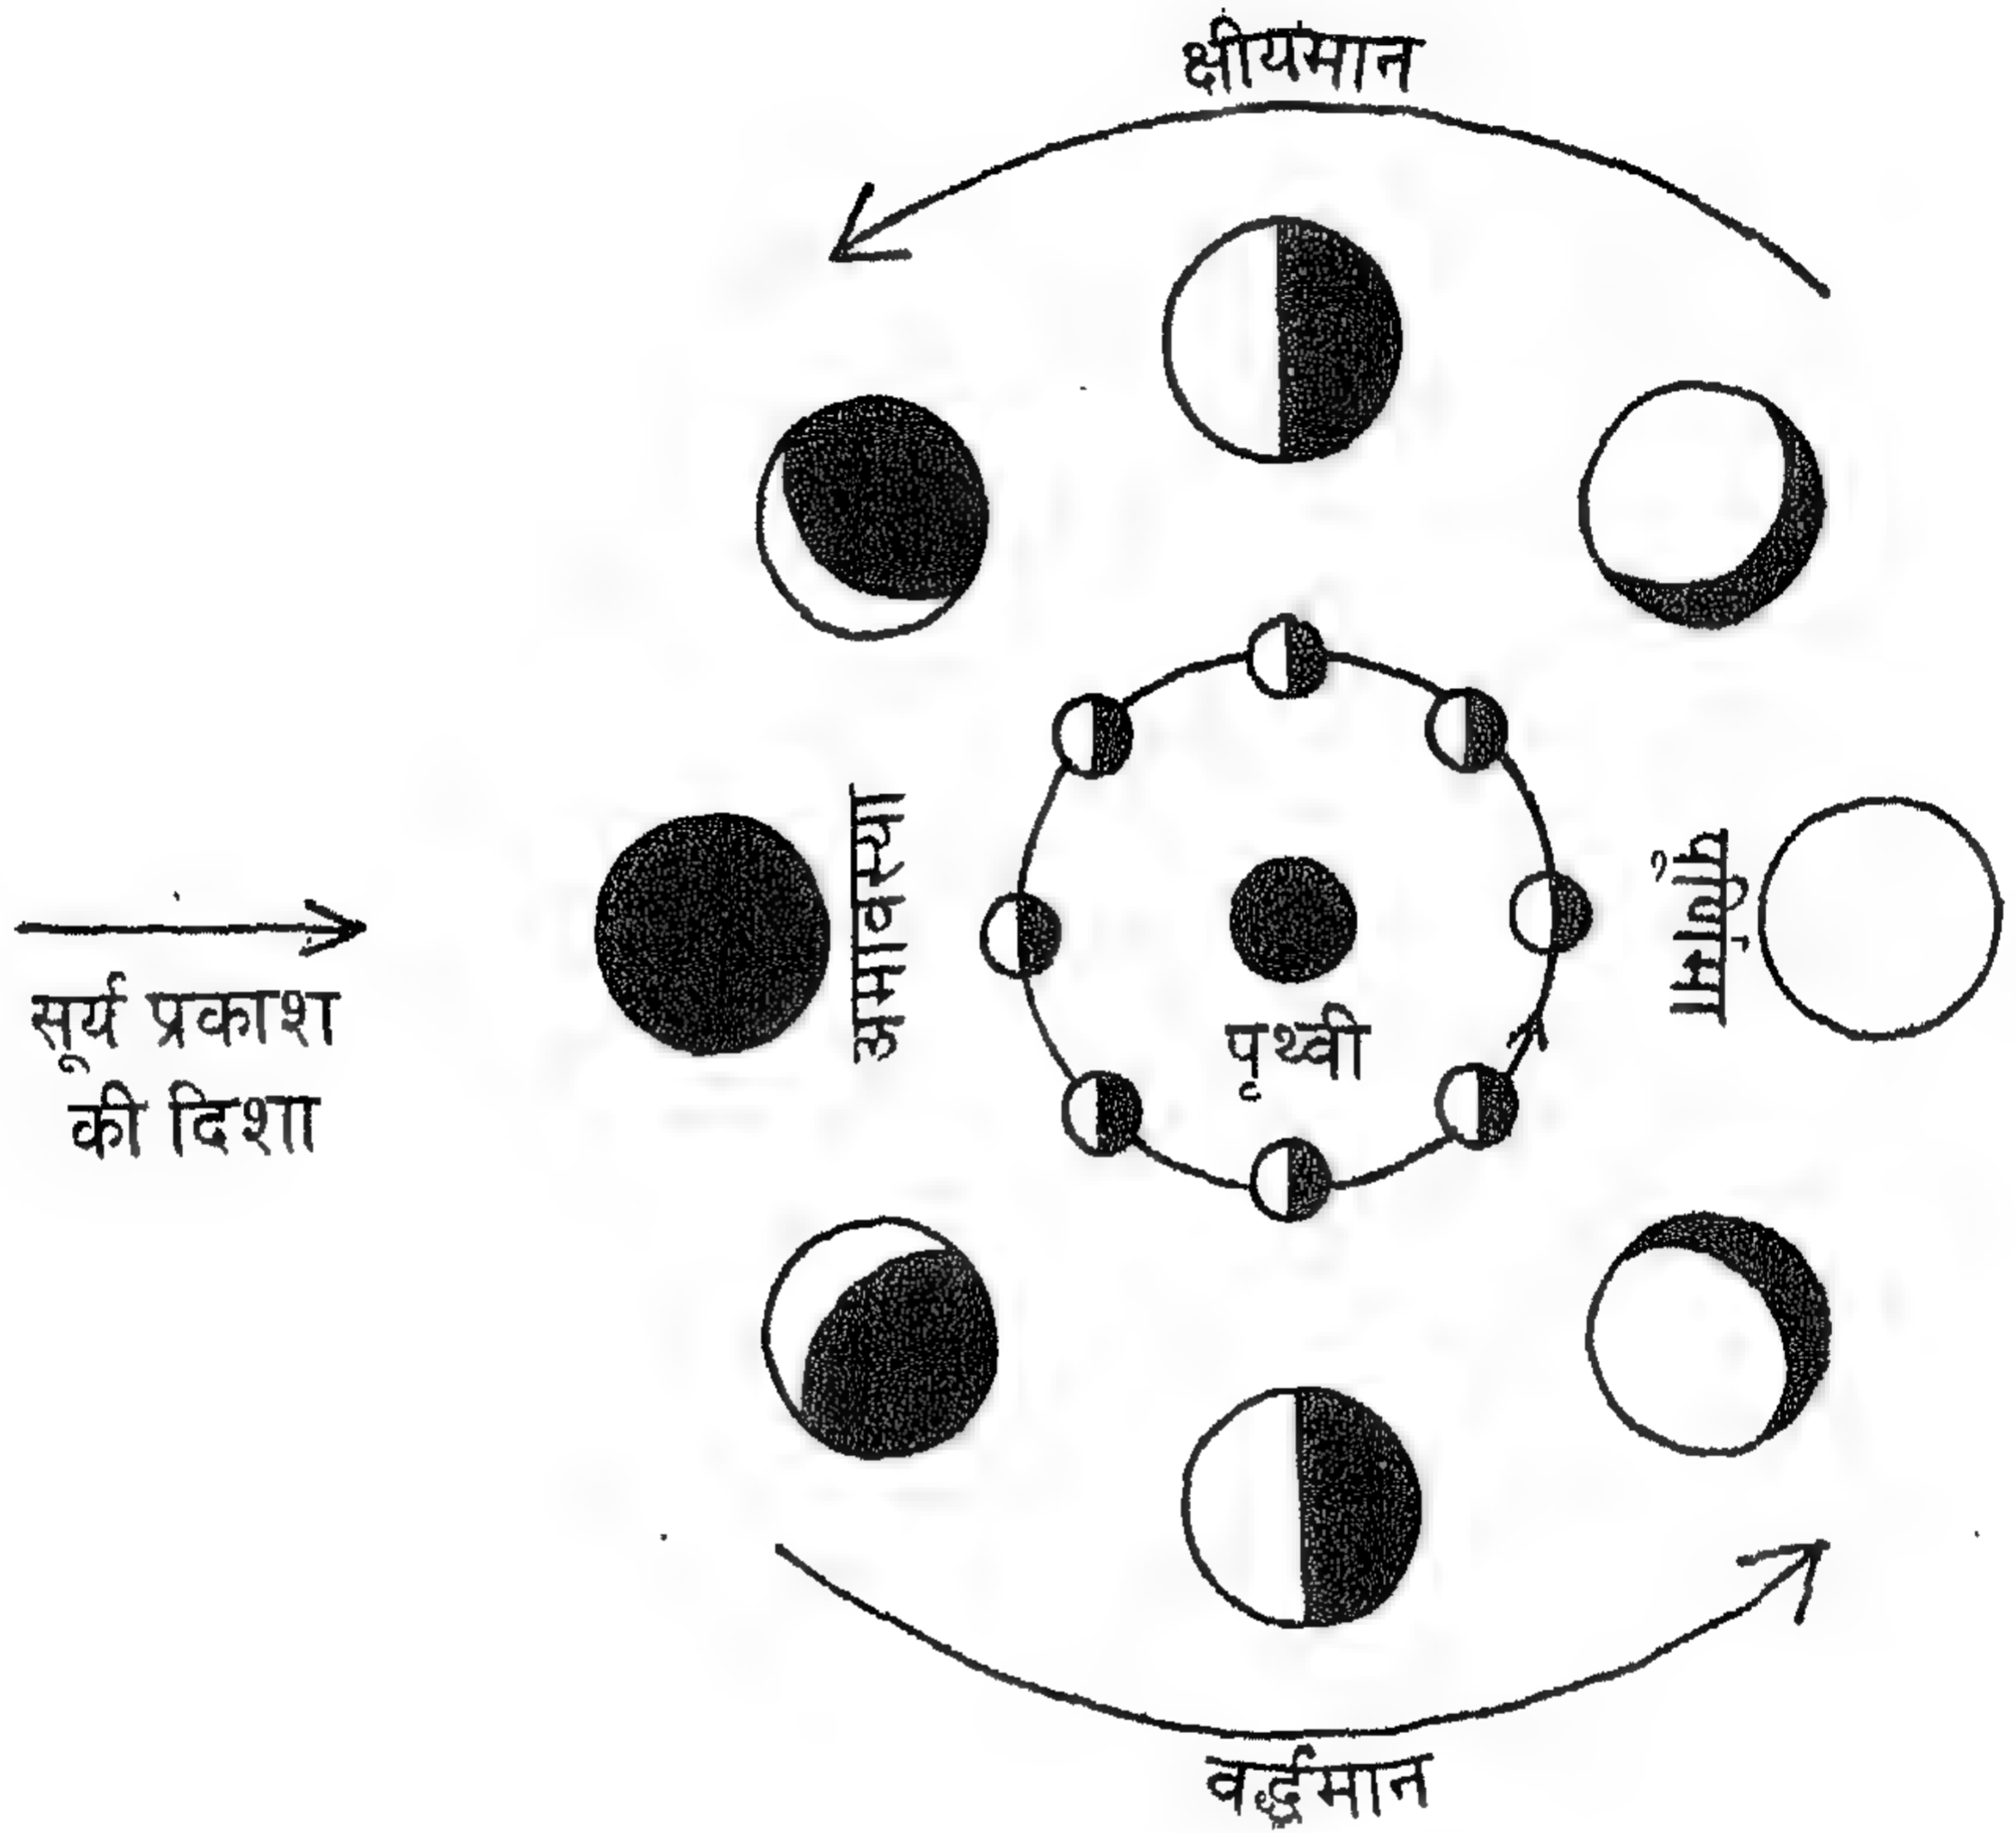 क्षीयमान
अमावस्या
पूर्णिमा
पृथ्वी
सूर्य प्रकाश
की दिशा
वर्द्धमान